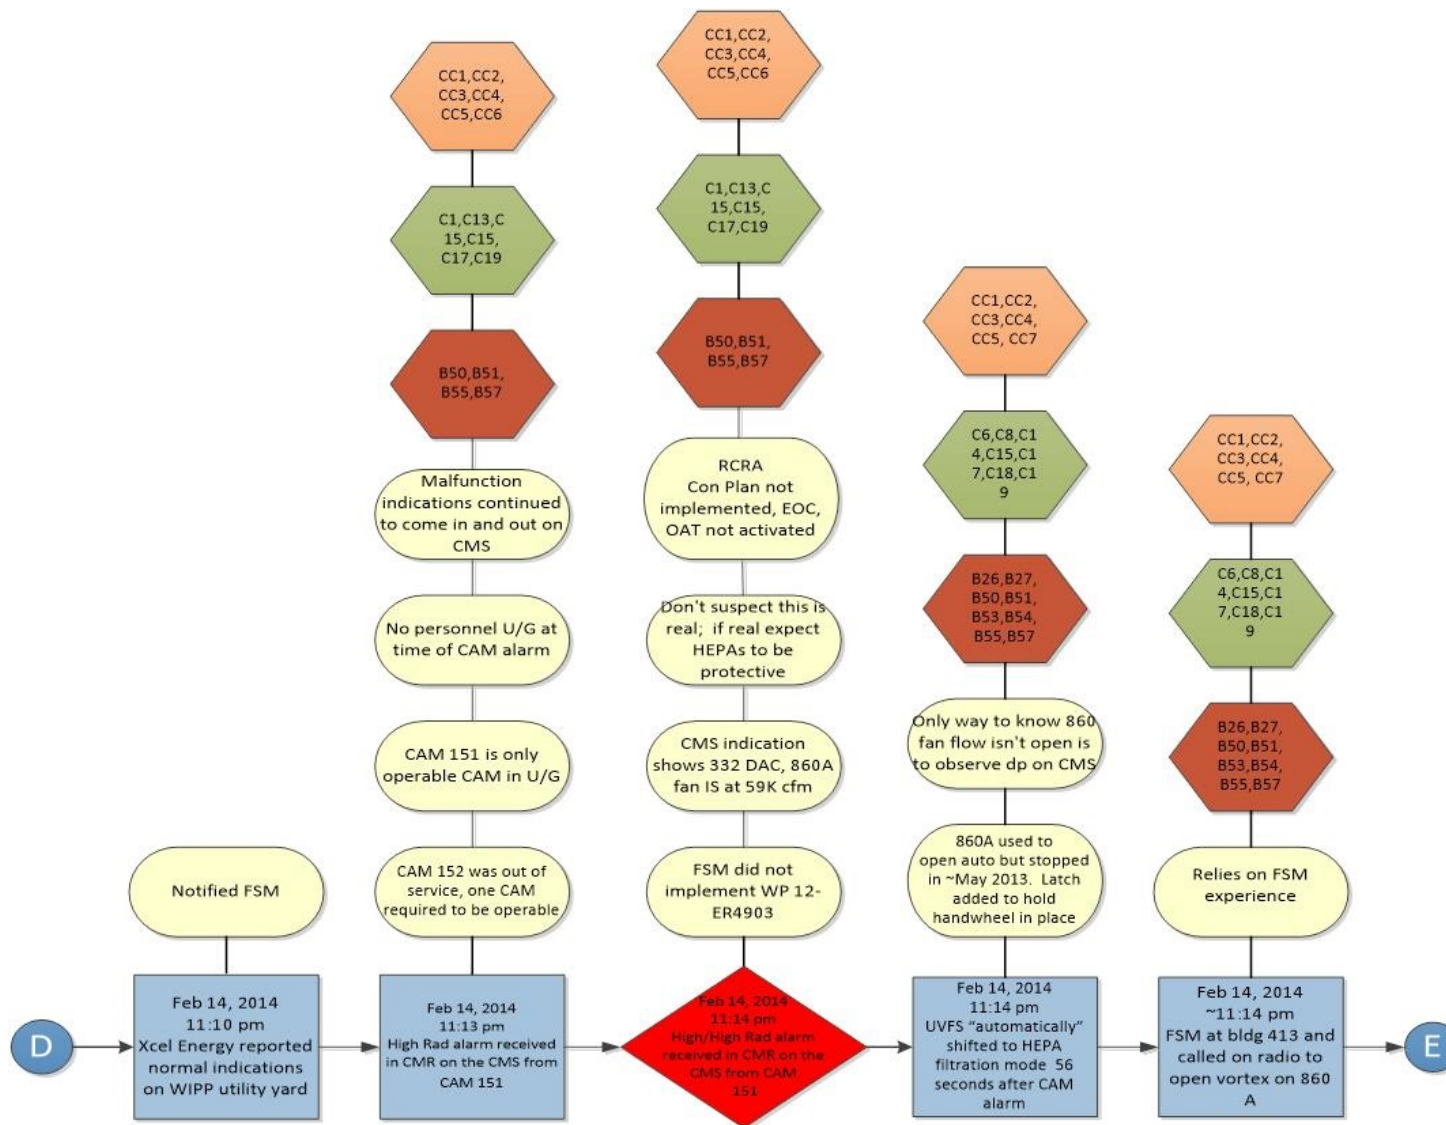 CC1,CC2,
CC3,CC4,
CC5,CC6
C1,C13,C
15,C15,
C17,C19
B50,B51,
B55,B57
Malfunction
indications continued
to come in and out on
CMS
No personnel U/G at
time of CAM alarm
CAM 151 is only
operable CAM in U/G
CAM 152 was out of
service, one CAM
required to be operable
CC1,CC2,
CC3,CC4,
CC5,CC6
C1,C13,C
15,C15,
C17,C19
B50,B51,
B55,B57
RCRA
Con Plan not
implemented, EOC,
OAT not activated
Don't suspect this is
real; if real expect
HEPAs to be
protective
CMS indication
shows 332 DAC, 860A
fan IS at 59K cfm
FSM did not
implement WP 12-
ER4903
CC1,CC2,
CC3,CC4,
CC5, CC7
C6,C8,C1
4,C15,C1
7,C18,C1
9
B26,B27,
B50,B51,
B53,B54,
B55,B57
Only way to know 860
fan flow isn't open is
to observe dp on CMS
860A used to
open auto but stopped
in ~May 2013. Latch
added to hold
handwheel in place
CC1,CC2,
CC3,CC4,
CC5, CC7
C6,C8,C1
4,C15,C1
7,C18,C1
9
B26,B27,
B50,B51,
B53,B54,
B55,B57
Relies on FSM
experience
Notified FSM
D
Feb 14, 2014
11:10 pm
Xcel Energy reported
normal indications
on WIPP utility yard
Feb 14, 2014
11:13 pm
High Rad alarm received
in CMR on the CMS from
CAM 151
Feb 14, 2014
11:14 pm
High/High Rad alarm
received in CMR on the
CMS from CAM
151
Feb 14, 2014
11:14 pm
UVFS “automatically”
shifted to HEPA
filtration mode 56
seconds after CAM
alarm
Feb 14, 2014
~11:14 pm
FSM at bldg 413 and
called on radio to
open vortex on 860
A
E